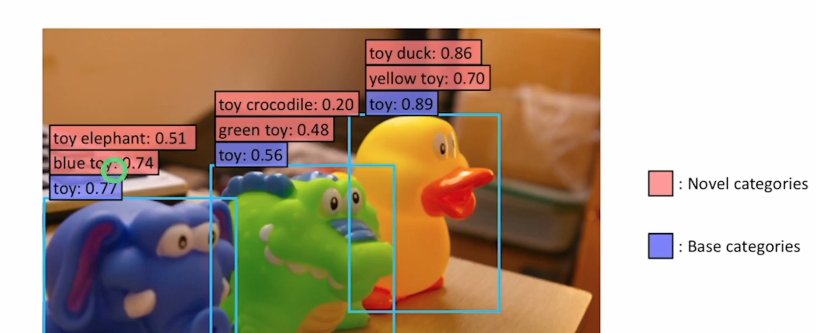 toy duck: 0.86
yellow toy: 0.70
toy: 0.89
toy crocodile: 0.20
green toy: 0.48
toy: 0.56
toy elephant: 0.51
blue toy: 0.74
toy: 0.77
: Novel categories
: Base categories